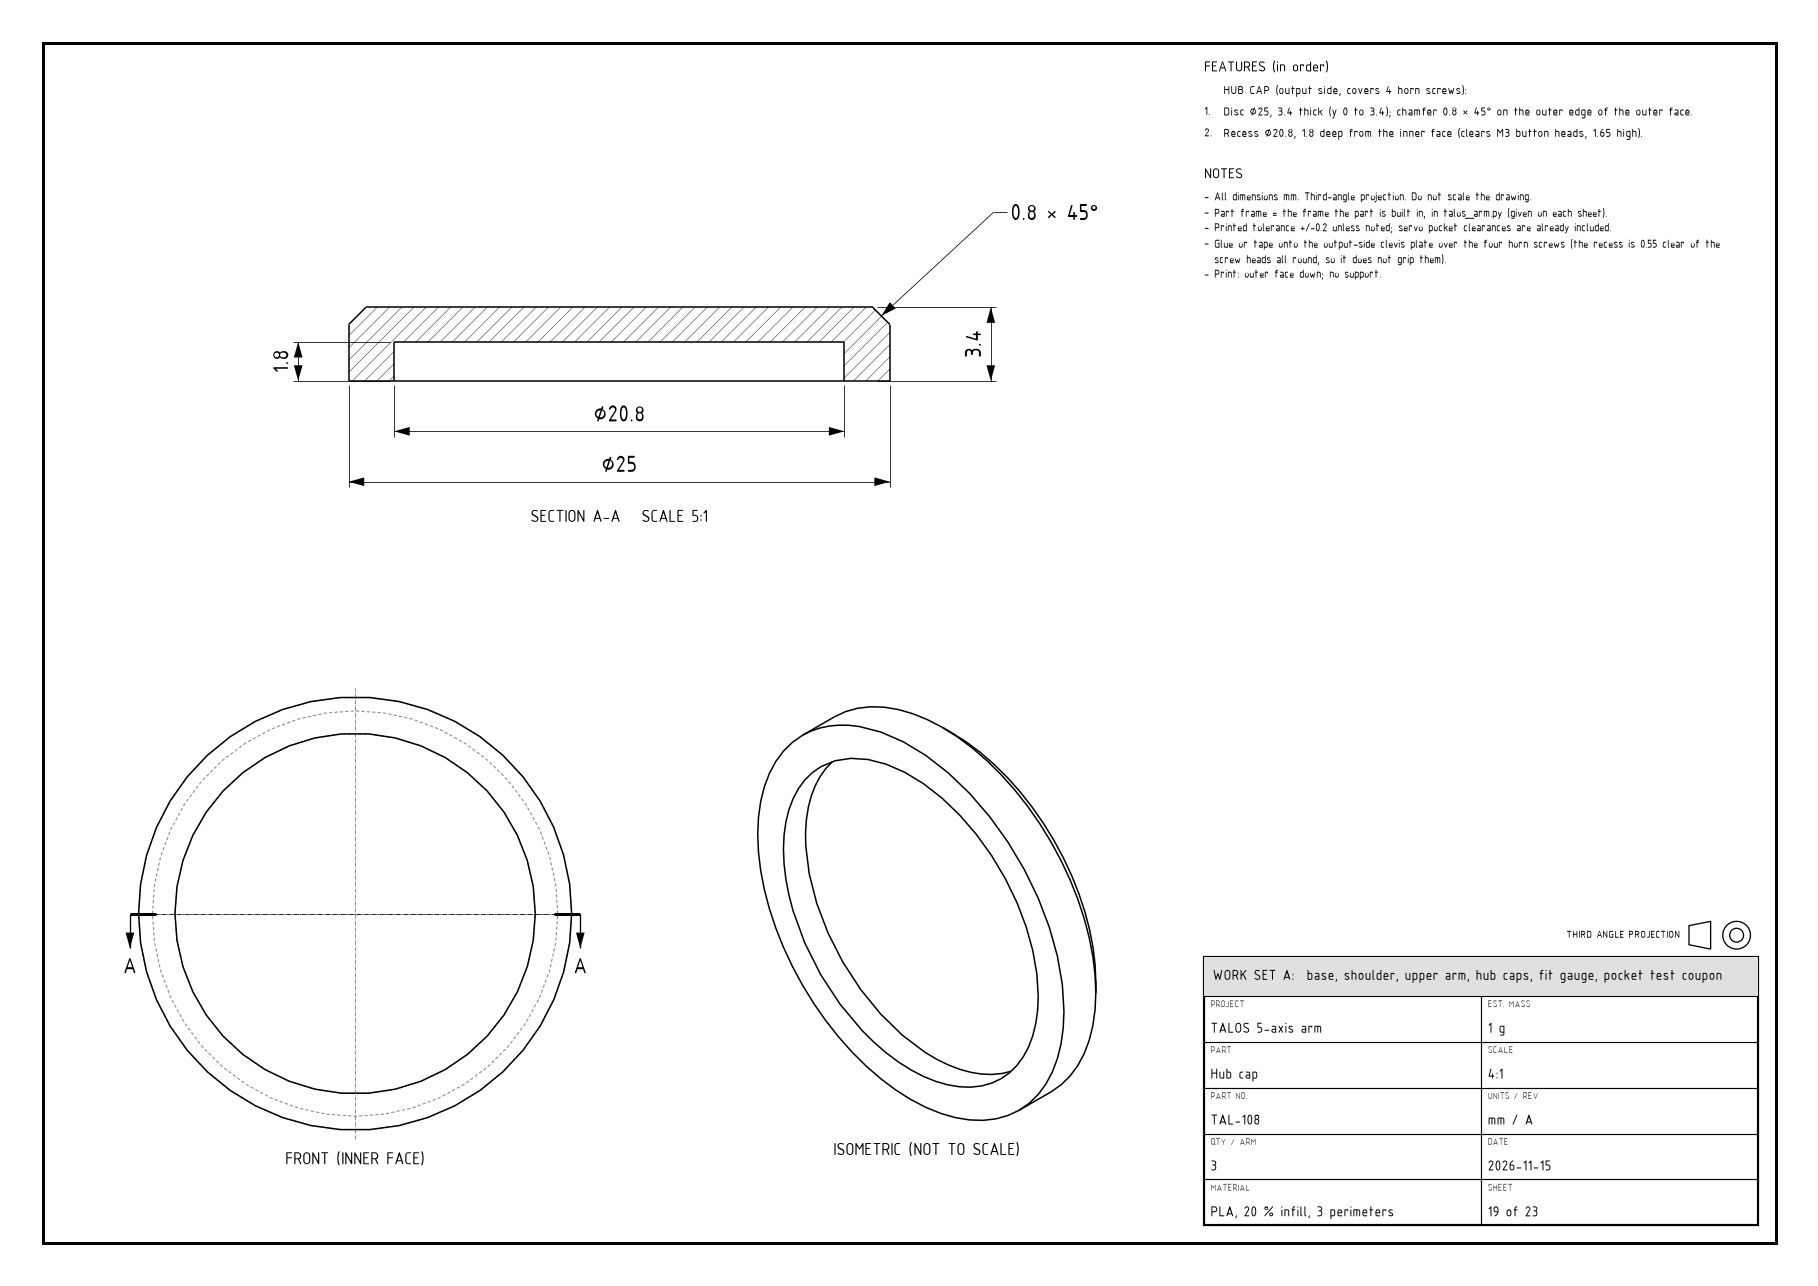 FEATURES (in order)
HUB CAP (output side, covers 4 horn screws):
1. Disc ⌀25, 3.4 thick (y 0 to 3.4); chamfer 0.8 × 45° on the outer edge of the outer face.
2. Recess ⌀20.8, 1.8 deep from the inner face (clears M3 button heads, 1.65 high).
NOTES
- All dimensions mm. Third-angle projection. Do not scale the drawing.
- Part frame = the frame the part is built in, in talos_arm.py (given on each sheet).
- Printed tolerance +/-0.2 unless noted; servo pocket clearances are already included.
- Glue or tape onto the output-side clevis plate over the four horn screws (the recess is 0.55 clear of the
screw heads all round, so it does not grip them).
- Print: outer face down; no support.
0.8 × 45°
1.8
3.4
⌀20.8
⌀25
SECTION A-A SCALE 5:1
A
A
FRONT (INNER FACE)
ISOMETRIC (NOT TO SCALE)
THIRD ANGLE PROJECTION
WORK SET A: base, shoulder, upper arm, hub caps, fit gauge, pocket test coupon
PROJECT
TALOS 5-axis arm
EST. MASS
1 g
PART
Hub cap
SCALE
4:1
PART NO.
TAL-108
UNITS / REV
mm / A
QTY / ARM
3
DATE
2026-11-15
MATERIAL
PLA, 20 % infill, 3 perimeters
SHEET
19 of 23